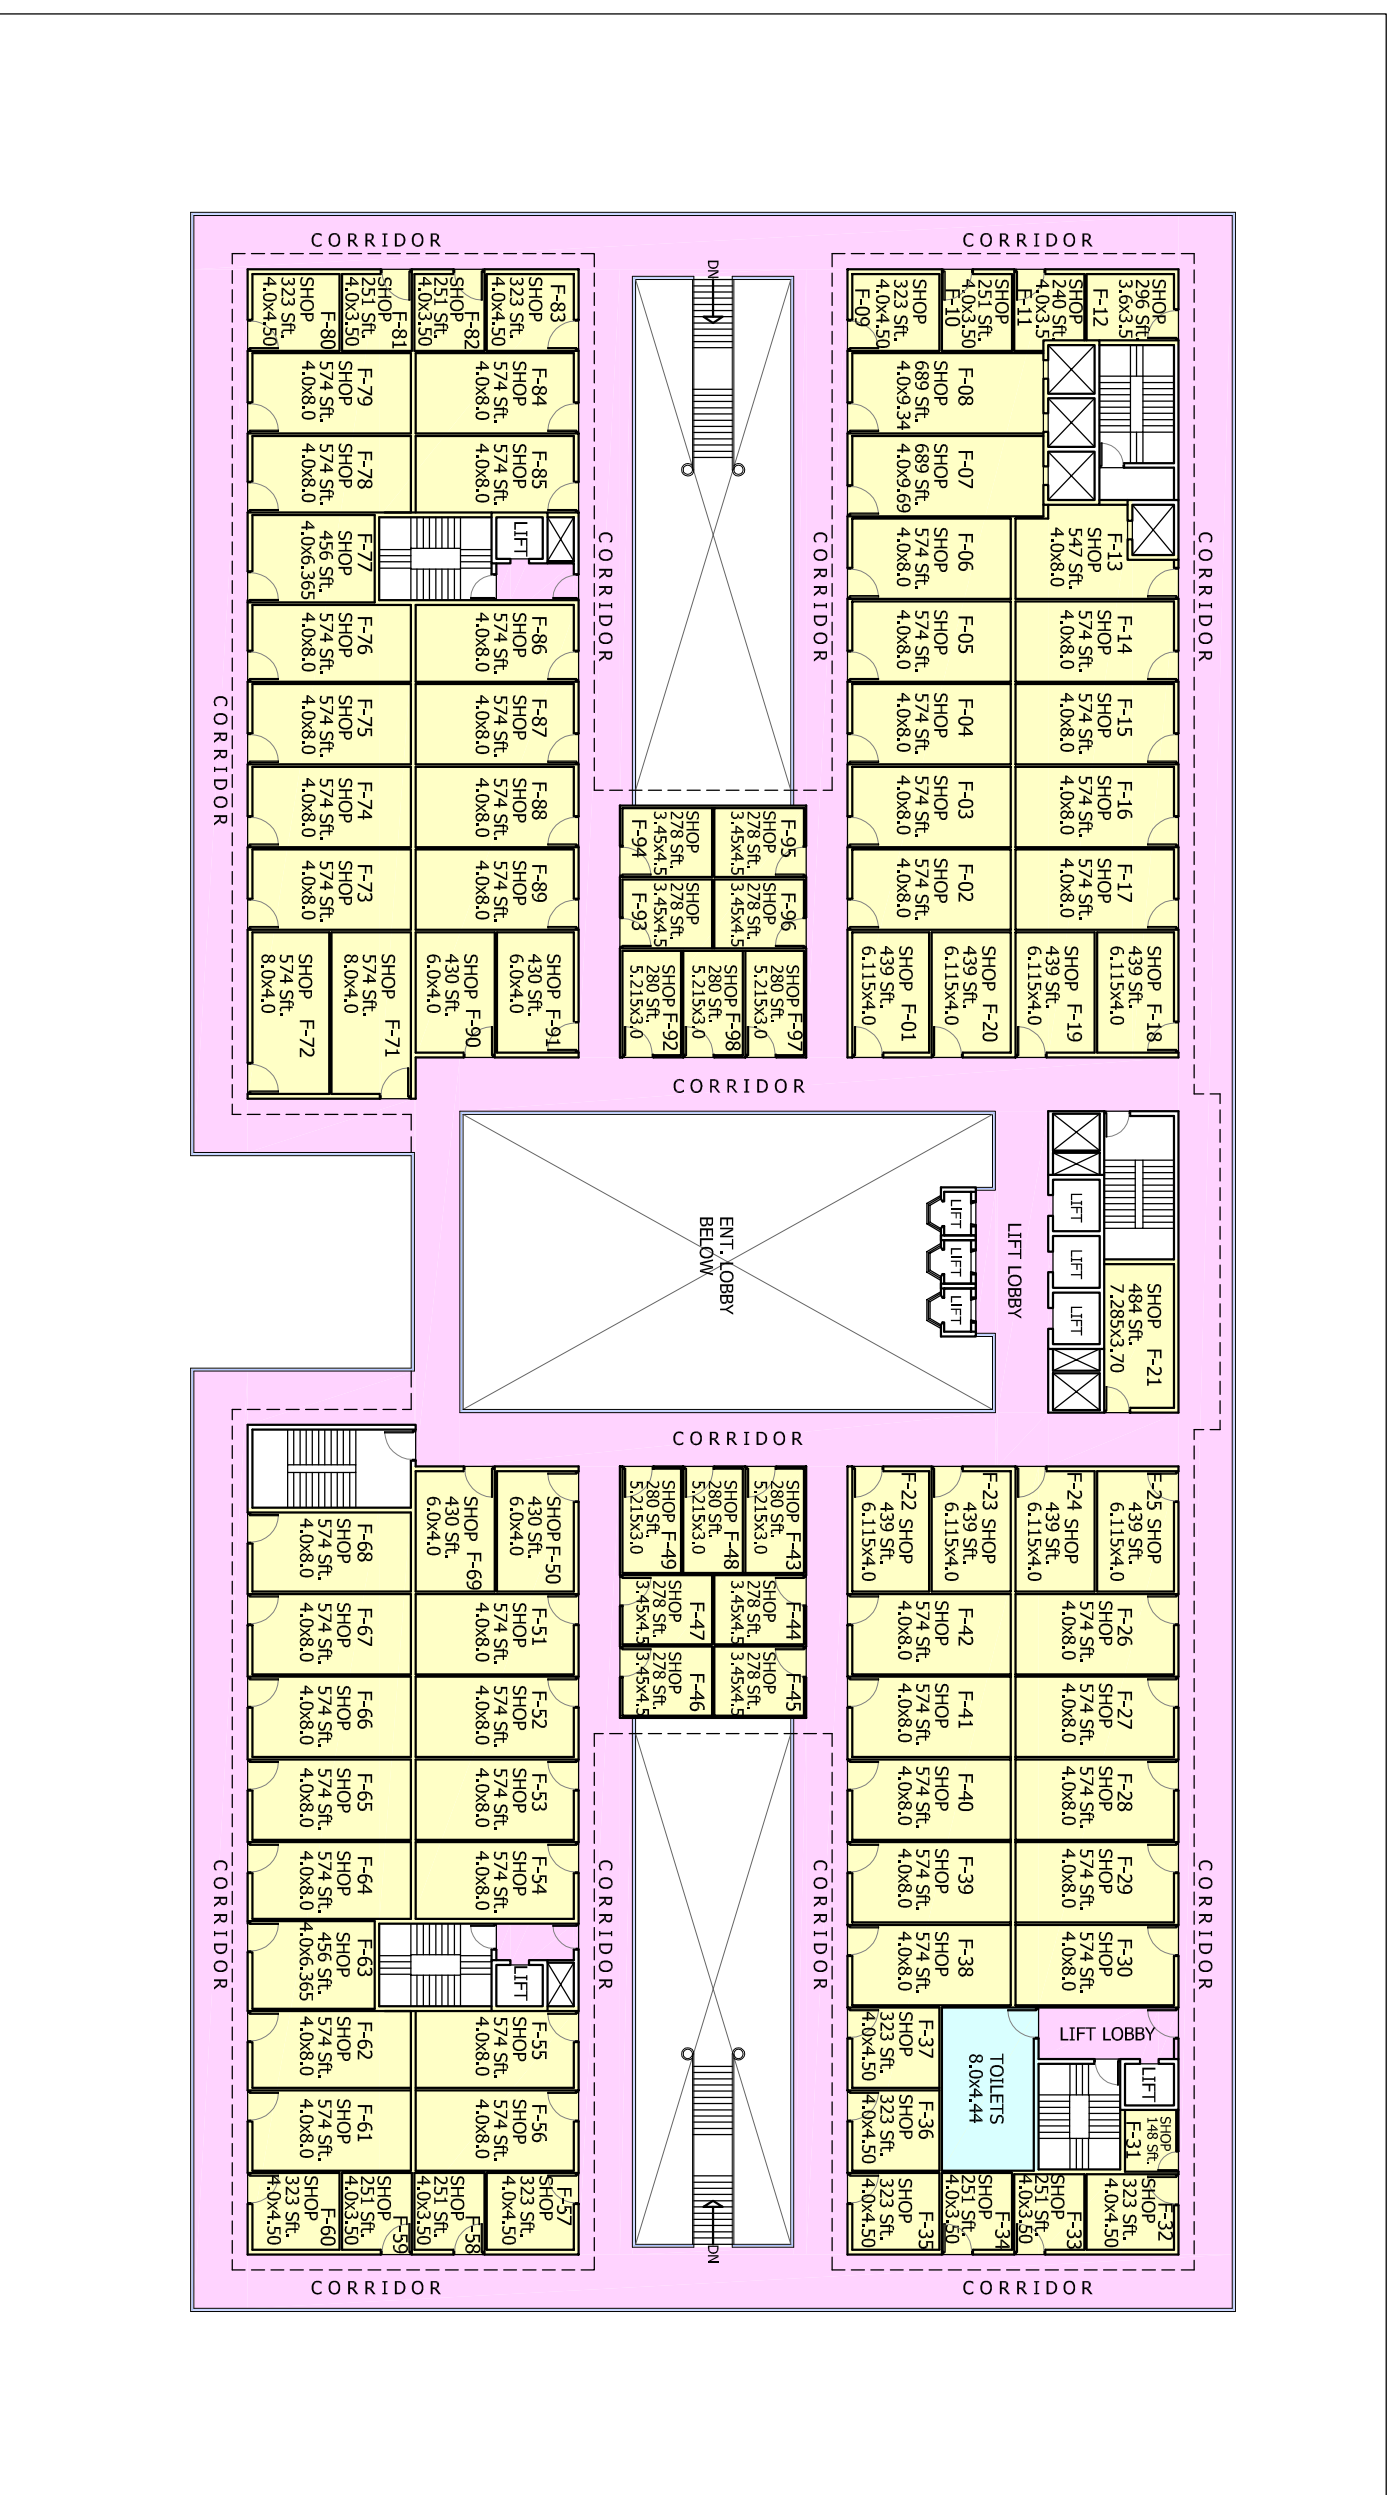 CORRIDOR
CORRIDOR
DN
F-80
SHOP
323 Sft.
4.0x4.50
F-81
SHOP
251 Sft.
4.0x3.50
F-82
SHOP
251 Sft.
4.0x3.50
F-83
SHOP
323 Sft.
4.0x4.50
F-09
SHOP
323 Sft.
4.0x4.50
F-10
SHOP
251 Sft.
4.0x3.50
F-11
SHOP
240 Sft.
4.0x3.5
F-12
SHOP
296 Sft.
3.6x3.5
F-79
SHOP
574 Sft.
4.0x8.0
F-84
SHOP
574 Sft.
4.0x8.0
F-08
SHOP
689 Sft.
4.0x9.34
F-78
SHOP
574 Sft.
4.0x8.0
F-85
SHOP
574 Sft.
4.0x8.0
F-07
SHOP
689 Sft.
4.0x9.69
F-77
SHOP
456 Sft.
4.0x6.365
LIFT
F-06
SHOP
574 Sft.
4.0x8.0
F-13
SHOP
547 Sft.
4.0x8.0
CORRIDOR
CORRIDOR
CORRIDOR
F-76
SHOP
574 Sft.
4.0x8.0
F-86
SHOP
574 Sft.
4.0x8.0
F-05
SHOP
574 Sft.
4.0x8.0
F-14
SHOP
574 Sft.
4.0x8.0
CORRIDOR
F-75
SHOP
574 Sft.
4.0x8.0
F-87
SHOP
574 Sft.
4.0x8.0
F-04
SHOP
574 Sft.
4.0x8.0
F-15
SHOP
574 Sft.
4.0x8.0
F-74
SHOP
574 Sft.
4.0x8.0
F-88
SHOP
574 Sft.
4.0x8.0
F-03
SHOP
574 Sft.
4.0x8.0
F-16
SHOP
574 Sft.
4.0x8.0
F-94
SHOP
278 Sft.
3.45x4.5
F-95
SHOP
278 Sft.
3.45x4.5
F-73
SHOP
574 Sft.
4.0x8.0
F-89
SHOP
574 Sft.
4.0x8.0
F-93
SHOP
278 Sft.
3.45x4.5
F-96
SHOP
278 Sft.
3.45x4.5
F-02
SHOP
574 Sft.
4.0x8.0
F-17
SHOP
574 Sft.
4.0x8.0
SHOP F-72
574 Sft.
8.0x4.0
SHOP F-71
574 Sft.
8.0x4.0
SHOP F-90
430 Sft.
6.0x4.0
SHOP F-91
430 Sft.
6.0x4.0
SHOP F-92
280 Sft.
5.215x3.0
SHOP F-98
280 Sft.
5.215x3.0
SHOP F-97
280 Sft.
5.215x3.0
SHOP F-01
439 Sft.
6.115x4.0
SHOP F-20
439 Sft.
6.115x4.0
SHOP F-19
439 Sft.
6.115x4.0
SHOP F-18
439 Sft.
6.115x4.0
CORRIDOR
ENT. LOBBY
BELOW
LIFT
LIFT
LIFT
LIFT LOBBY
LIFT
LIFT
LIFT
SHOP F-21
484 Sft.
7.285x3.70
CORRIDOR
F-68
SHOP
574 Sft.
4.0x8.0
SHOP F-69
430 Sft.
6.0x4.0
SHOP F-50
430 Sft.
6.0x4.0
SHOP F-49
280 Sft.
5.215x3.0
SHOP F-48
280 Sft.
5.215x3.0
SHOP F-43
280 Sft.
5.215x3.0
F-22 SHOP
439 Sft.
6.115x4.0
F-23 SHOP
439 Sft.
6.115x4.0
F-24 SHOP
439 Sft.
6.115x4.0
F-25 SHOP
439 Sft.
6.115x4.0
F-67
SHOP
574 Sft.
4.0x8.0
F-51
SHOP
574 Sft.
4.0x8.0
F-47
SHOP
278 Sft.
3.45x4.5
F-44
SHOP
278 Sft.
3.45x4.5
F-42
SHOP
574 Sft.
4.0x8.0
F-26
SHOP
574 Sft.
4.0x8.0
F-66
SHOP
574 Sft.
4.0x8.0
F-52
SHOP
574 Sft.
4.0x8.0
F-46
SHOP
278 Sft.
3.45x4.5
F-45
SHOP
278 Sft.
3.45x4.5
F-41
SHOP
574 Sft.
4.0x8.0
F-27
SHOP
574 Sft.
4.0x8.0
F-65
SHOP
574 Sft.
4.0x8.0
F-53
SHOP
574 Sft.
4.0x8.0
F-40
SHOP
574 Sft.
4.0x8.0
F-28
SHOP
574 Sft.
4.0x8.0
F-64
SHOP
574 Sft.
4.0x8.0
F-54
SHOP
574 Sft.
4.0x8.0
F-39
SHOP
574 Sft.
4.0x8.0
F-29
SHOP
574 Sft.
4.0x8.0
CORRIDOR
CORRIDOR
CORRIDOR
CORRIDOR
F-63
SHOP
456 Sft.
4.0x6.365
LIFT
F-38
SHOP
574 Sft.
4.0x8.0
F-30
SHOP
574 Sft.
4.0x8.0
F-62
SHOP
574 Sft.
4.0x8.0
F-55
SHOP
574 Sft.
4.0x8.0
F-37
SHOP
323 Sft.
4.0x4.50
TOILETS
8.0x4.44
LIFT LOBBY
LIFT
F-61
SHOP
574 Sft.
4.0x8.0
F-56
SHOP
574 Sft.
4.0x8.0
F-36
SHOP
323 Sft.
4.0x4.50
SHOP
148 Sft.
F-31
F-60
SHOP
323 Sft.
4.0x4.50
F-59
SHOP
251 Sft.
4.0x3.50
F-58
SHOP
251 Sft.
4.0x3.50
F-57
SHOP
323 Sft.
4.0x4.50
F-35
SHOP
323 Sft.
4.0x4.50
F-34
SHOP
251 Sft.
4.0x3.50
F-33
SHOP
251 Sft.
4.0x3.50
F-32
SHOP
323 Sft.
4.0x4.50
DN
CORRIDOR
CORRIDOR